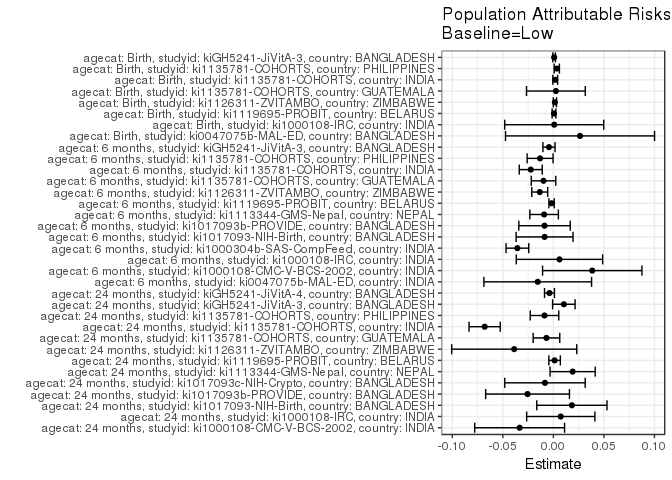 Population Attributable Risks
Baseline=Low
agecat: Birth, studyid: kiGH5241-JiVitA-3, country: BANGLADESH
agecat: Birth, studyid: ki1135781-COHORTS, country: PHILIPPINES
agecat: Birth, studyid: ki1135781-COHORTS, country: INDIA
agecat: Birth, studyid: ki1135781-COHORTS, country: GUATEMALA
agecat: Birth, studyid: ki1126311-ZVITAMBO, country: ZIMBABWE
agecat: Birth, studyid: ki1119695-PROBIT, country: BELARUS
agecat: Birth, studyid: ki1000108-IRC, country: INDIA
agecat: Birth, studyid: ki0047075b-MAL-ED, country: BANGLADESH
agecat: 6 months, studyid: kiGH5241-JiVitA-3, country: BANGLADESH
agecat: 6 months, studyid: ki1135781-COHORTS, country: PHILIPPINES
agecat: 6 months, studyid: ki1135781-COHORTS, country: INDIA
agecat: 6 months, studyid: ki1135781-COHORTS, country: GUATEMALA
agecat: 6 months, studyid: ki1126311-ZVITAMBO, country: ZIMBABWE
agecat: 6 months, studyid: ki1119695-PROBIT, country: BELARUS
agecat: 6 months, studyid: ki1113344-GMS-Nepal, country: NEPAL
agecat: 6 months, studyid: ki1017093b-PROVIDE, country: BANGLADESH
agecat: 6 months, studyid: ki1017093-NIH-Birth, country: BANGLADESH
agecat: 6 months, studyid: ki1000304b-SAS-CompFeed, country: INDIA
agecat: 6 months, studyid: ki1000108-IRC, country: INDIA
agecat: 6 months, studyid: ki1000108-CMC-V-BCS-2002, country: INDIA
agecat: 6 months, studyid: ki0047075b-MAL-ED, country: INDIA
agecat: 24 months, studyid: kiGH5241-JiVitA-4, country: BANGLADESH
agecat: 24 months, studyid: kiGH5241-JiVitA-3, country: BANGLADESH
agecat: 24 months, studyid: ki1135781-COHORTS, country: PHILIPPINES
agecat: 24 months, studyid: ki1135781-COHORTS, country: INDIA
agecat: 24 months, studyid: ki1135781-COHORTS, country: GUATEMALA
agecat: 24 months, studyid: ki1126311-ZVITAMBO, country: ZIMBABWE
agecat: 24 months, studyid: ki1119695-PROBIT, country: BELARUS
agecat: 24 months, studyid: ki1113344-GMS-Nepal, country: NEPAL
agecat: 24 months, studyid: ki1017093c-NIH-Crypto, country: BANGLADESH
agecat: 24 months, studyid: ki1017093b-PROVIDE, country: BANGLADESH
agecat: 24 months, studyid: ki1017093-NIH-Birth, country: BANGLADESH
agecat: 24 months, studyid: ki1000108-IRC, country: INDIA
agecat: 24 months, studyid: ki1000108-CMC-V-BCS-2002, country: INDIA
-0.10 -0.05 0.00 0.05 0.10
Estimate